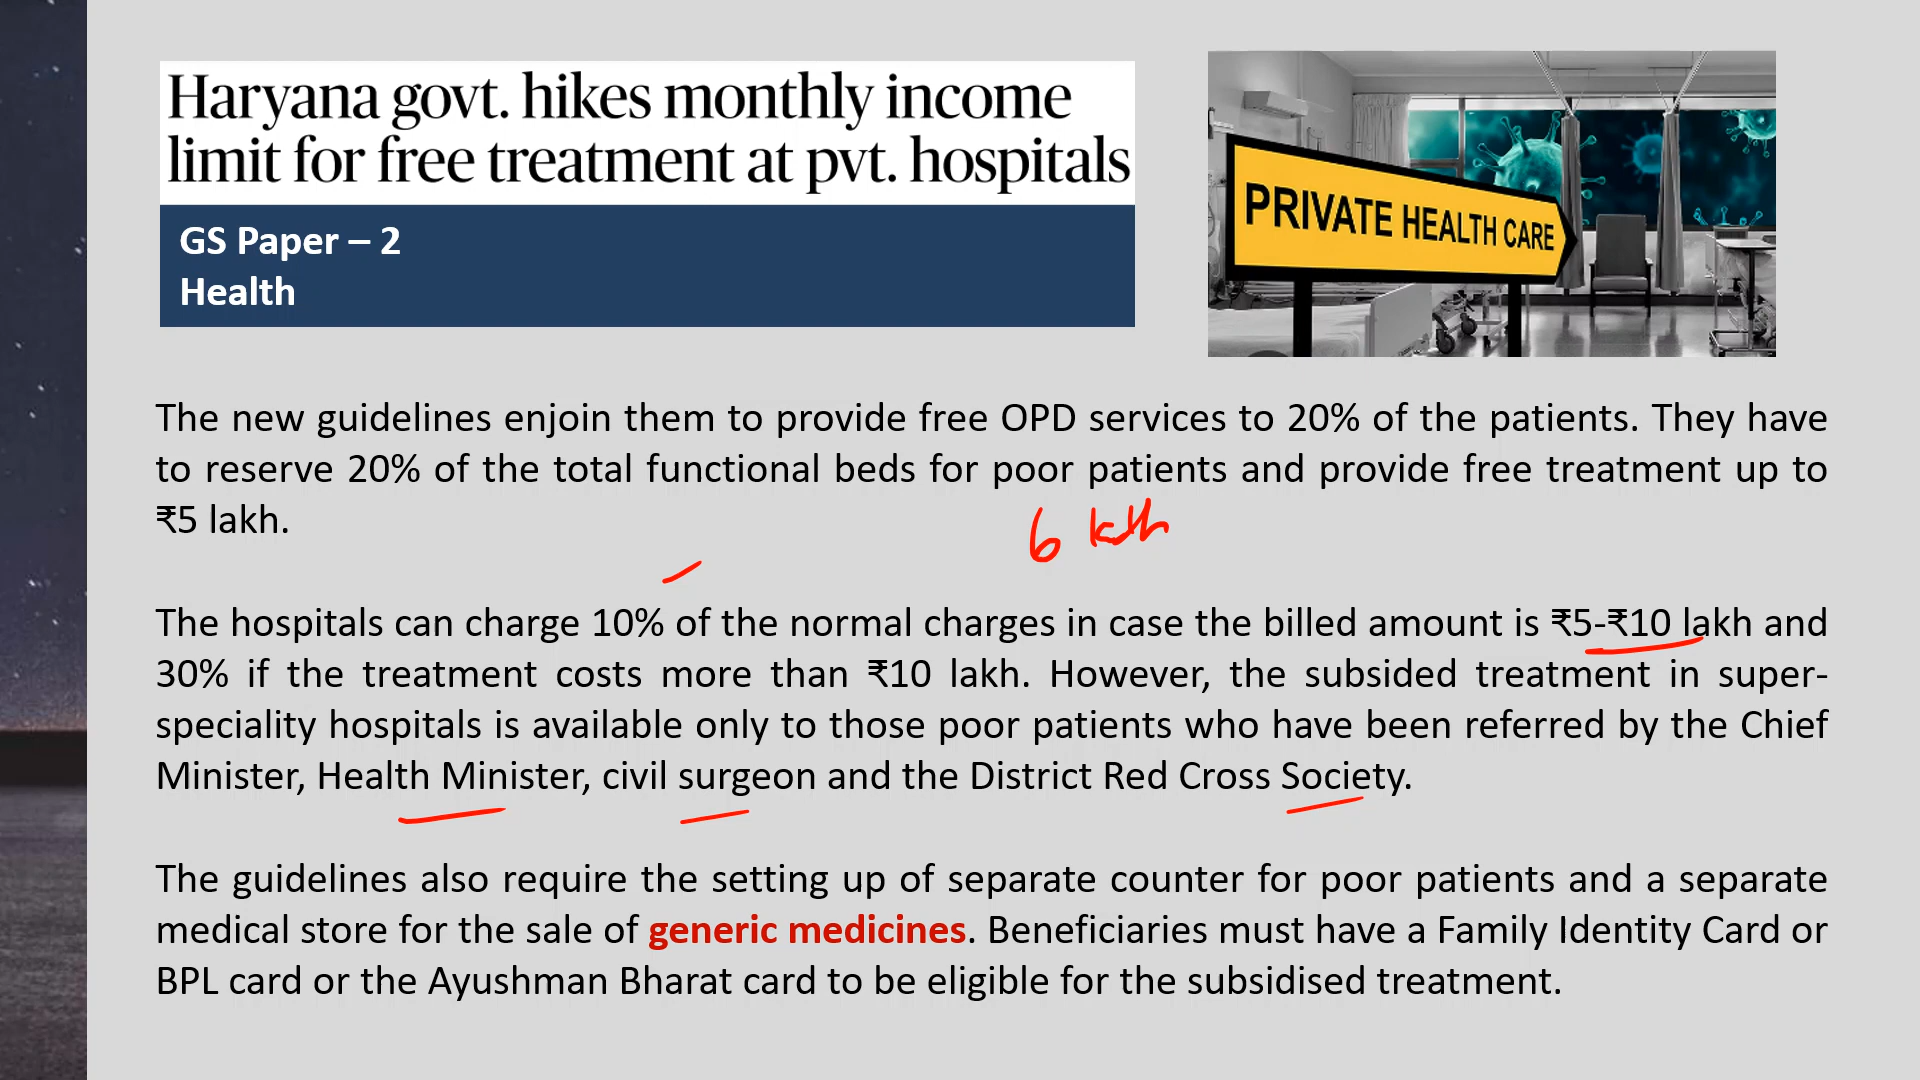 Haryana govt. hikes monthly income
limit for free treatment at pvt. hospitals
GS Paper – 2
Health
PRIVATE HEALTH CARE
The new guidelines enjoin them to provide free OPD services to 20% of the patients. They have
to reserve 20% of the total functional beds for poor patients and provide free treatment up to
₹5 lakh.
6
The hospitals can charge 10% of the normal charges in case the billed amount is ₹5-₹10 lakh and
30% if the treatment costs more than ₹10 lakh. However, the subsided treatment in super-
speciality hospitals is available only to those poor patients who have been referred by the Chief
Minister, Health Minister, civil surgeon and the District Red Cross Society.
The guidelines also require the setting up of separate counter for poor patients and a separate
medical store for the sale of generic medicines. Beneficiaries must have a Family Identity Card or
BPL card or the Ayushman Bharat card to be eligible for the subsidised treatment.